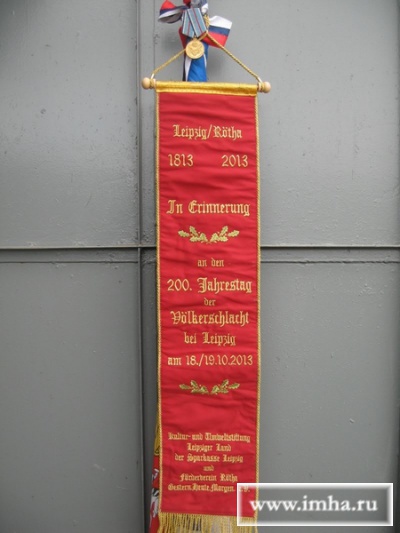 Leipzig/Rötha
1813 2013
In Erinnerung
an den
200. Jahrestag
der
Völkerschlacht
bei Leipzig
am 18./19.10.2013
Kultur- und Umweltstiftung
Leipziger Land
der Sparkasse Leipzig
und
Förderverein Rötha
Gestern.Heute.Morgen.
www.imha.ru